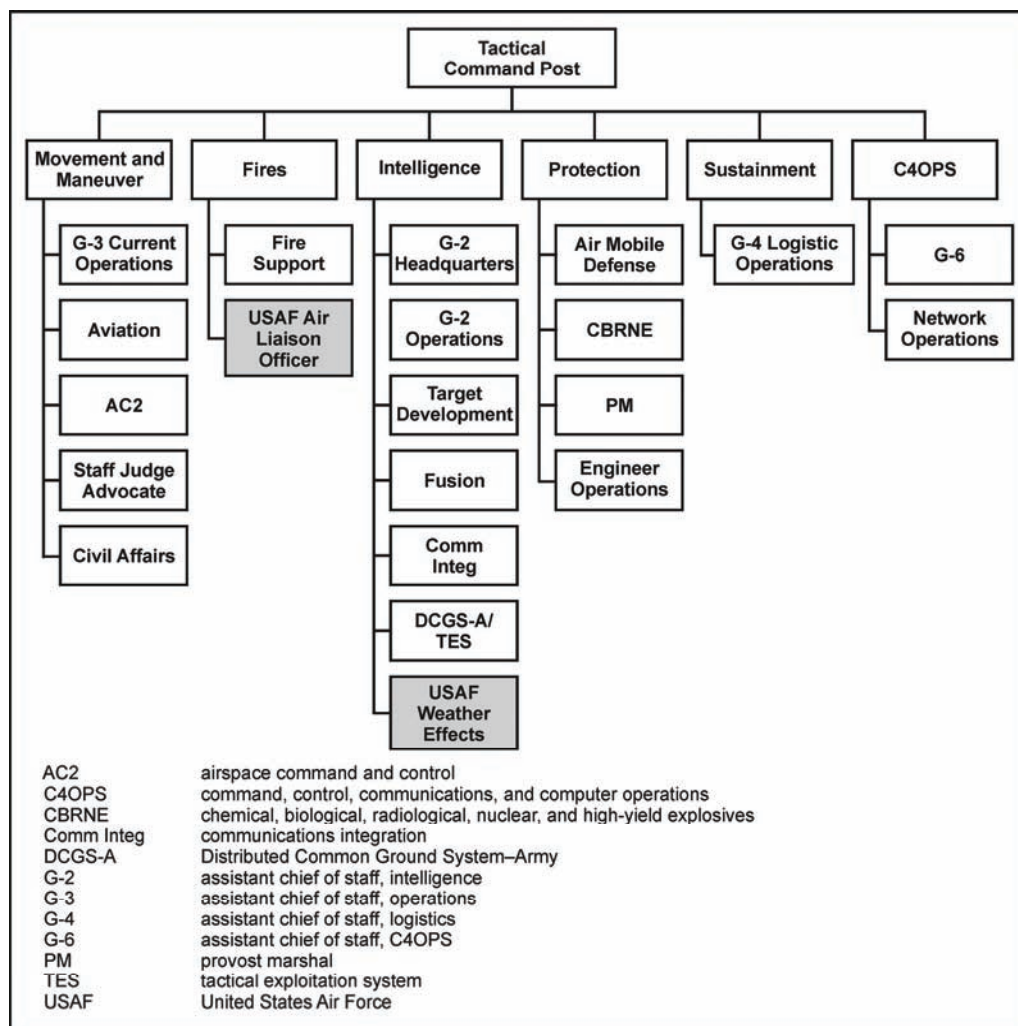 Tactical
Command Post
Movement and
Maneuver
Fires
Intelligence
Protection
Sustainment
C4OPS
G-3 Current
Operations
Aviation
AC2
Staff Judge
Advocate
Civil Affairs
Fire
Support
USAF Air
Liaison
Officer
G-2
Headquarters
G-2
Operations
Target
Development
Fusion
Comm
Integ
DCGS-A/
TES
USAF
Weather
Effects
Air Mobile
Defense
CBRNE
PM
Engineer
Operations
G-4 Logistic
Operations
G-6
Network
Operations
AC2 airspace command and control
C4OPS command, control, communications, and computer operations
CBRNE chemical, biological, radiological, nuclear, and high-yield explosives
Comm Integ communications integration
DCGS-A Distributed Common Ground System–Army
G-2 assistant chief of staff, intelligence
G-3 assistant chief of staff, operations
G-4 assistant chief of staff, logistics
G-6 assistant chief of staff, C4OPS
PM provost marshal
TES tactical exploitation system
USAF United States Air Force